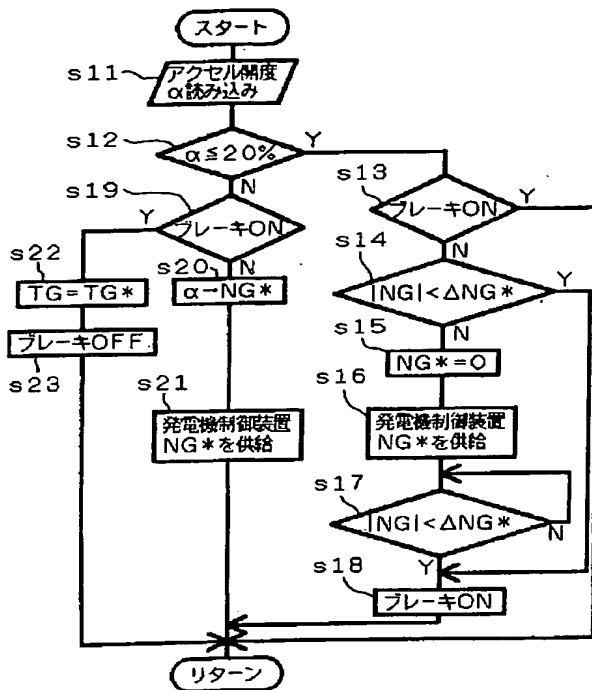 スタート
s11
アクセル開度
α読み込み
s12
α≦20%
Y
N
s13
ブレーキON
Y
N
s19
ブレーキON
Y
N
s14
|NG|<ΔNG*
Y
N
s22
TG=TG*
s20
α→NG*
s15
NG*=0
ブレーキOFF
s23
s21
発電機制御装置
NG*を供給
s16
発電機制御装置
NG*を供給
s17
|NG|<ΔNG*
N
Y
s18
ブレーキON
リターン